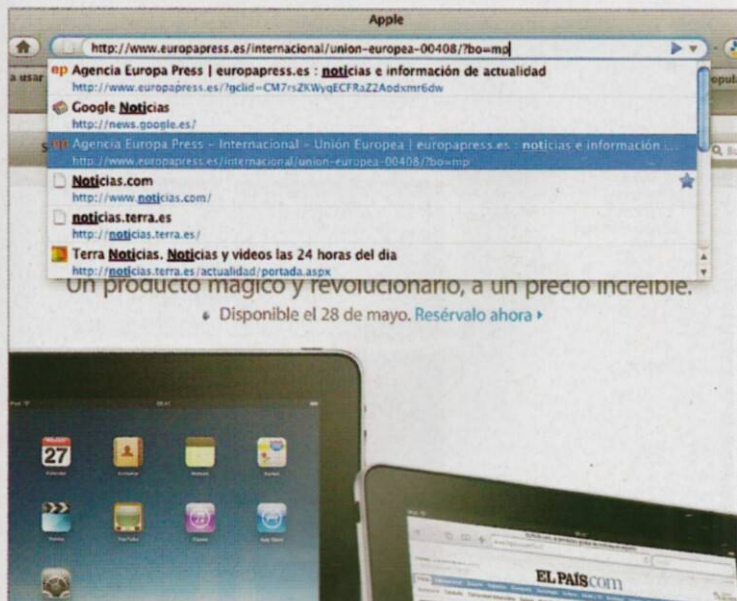 Apple
http://www.europapress.es/internacional/union-europea-00408/?bo=mp
a usar
ep Agencia Europa Press | europapress.es : noticias e información de actualidad
http://www.europapress.es/?gclid=CM7rsZKWyqECFRaZ2Aodxmr6dw
Google Noticias
http://news.google.es/
ep Agencia Europa Press – Internacional – Unión Europea | europapress.es : noticias e información ...
http://www.europapress.es/internacional/union-europea-00408/?bo=mp
Noticias.com
http://www.noticias.com/
noticias.terra.es
http://noticias.terra.es/
Terra Noticias. Noticias y videos las 24 horas del dia
http://noticias.terra.es/actualidad/portada.aspx
Un producto mágico y revolucionario, a un precio increíble.
Disponible el 28 de mayo. Resérvalo ahora
27
YouTube
iTunes
App Store
EL PAÍS.com